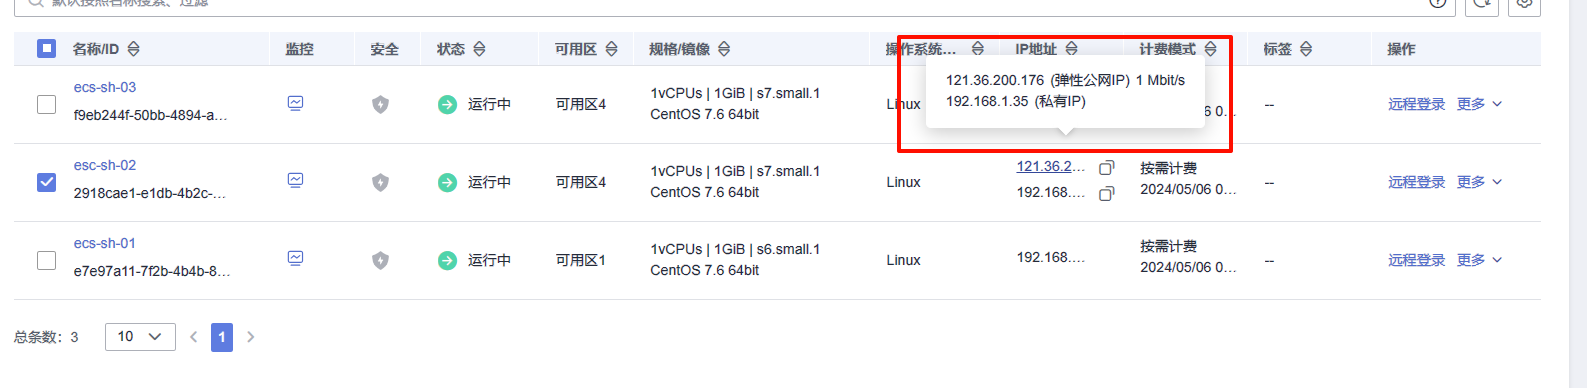 默认按照名称搜索、过滤
名称/ID 监控 安全 状态 可用区 规格/镜像 操作系统... IP地址 计费模式 标签 操作
121.36.200.176 (弹性公网IP) 1 Mbit/s
192.168.1.35 (私有IP)
ecs-sh-03
f9eb244f-50bb-4894-a...
运行中
可用区4
1vCPUs | 1GiB | s7.small.1
CentOS 7.6 64bit
Linux
6 0...
--
远程登录 更多
esc-sh-02
2918cae1-e1db-4b2c-...
运行中
可用区4
1vCPUs | 1GiB | s7.small.1
CentOS 7.6 64bit
Linux
121.36.2...
192.168....
按需计费
2024/05/06 0...
--
远程登录 更多
ecs-sh-01
e7e97a11-7f2b-4b4b-8...
运行中
可用区1
1vCPUs | 1GiB | s6.small.1
CentOS 7.6 64bit
Linux
192.168....
按需计费
2024/05/06 0...
--
远程登录 更多
总条数：3 10 1